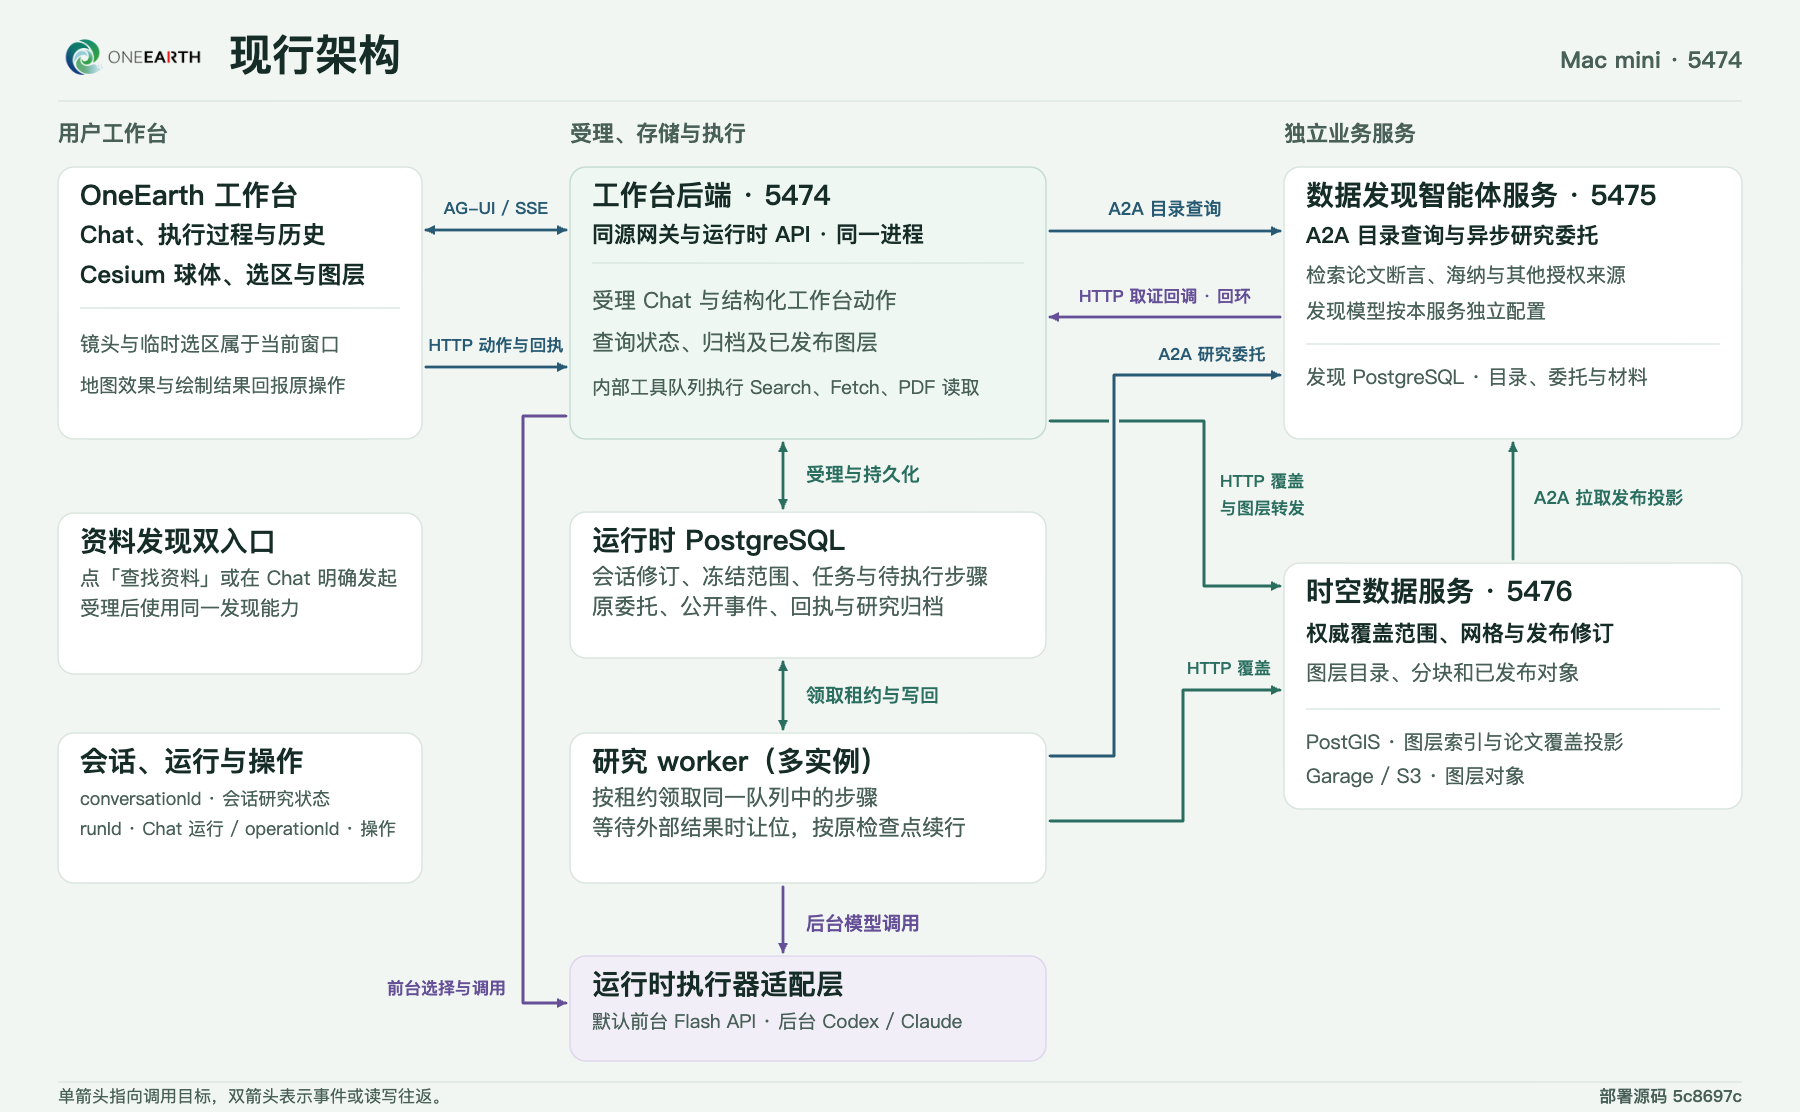 ONEEARTH
现行架构
Mac mini · 5474
用户工作台
受理、存储与执行
独立业务服务
OneEarth 工作台
Chat、执行过程与历史
Cesium 球体、选区与图层
镜头与临时选区属于当前窗口
地图效果与绘制结果回报原操作
AG-UI / SSE
HTTP 动作与回执
工作台后端 · 5474
同源网关与运行时 API · 同一进程
受理 Chat 与结构化工作台动作
查询状态、归档及已发布图层
内部工具队列执行 Search、Fetch、PDF 读取
A2A 目录查询
HTTP 取证回调 · 回环
A2A 研究委托
数据发现智能体服务 · 5475
A2A 目录查询与异步研究委托
检索论文断言、海纳与其他授权来源
发现模型按本服务独立配置
发现 PostgreSQL · 目录、委托与材料
受理与持久化
HTTP 覆盖
与图层转发
A2A 拉取发布投影
资料发现双入口
点「查找资料」或在 Chat 明确发起
受理后使用同一发现能力
运行时 PostgreSQL
会话修订、冻结范围、任务与待执行步骤
原委托、公开事件、回执与研究归档
时空数据服务 · 5476
权威覆盖范围、网格与发布修订
图层目录、分块和已发布对象
PostGIS · 图层索引与论文覆盖投影
Garage / S3 · 图层对象
领取租约与写回
HTTP 覆盖
会话、运行与操作
conversationId · 会话研究状态
runId · Chat 运行 / operationId · 操作
研究 worker（多实例）
按租约领取同一队列中的步骤
等待外部结果时让位，按原检查点续行
后台模型调用
前台选择与调用
运行时执行器适配层
默认前台 Flash API · 后台 Codex / Claude
单箭头指向调用目标，双箭头表示事件或读写往返。
部署源码 5c8697c